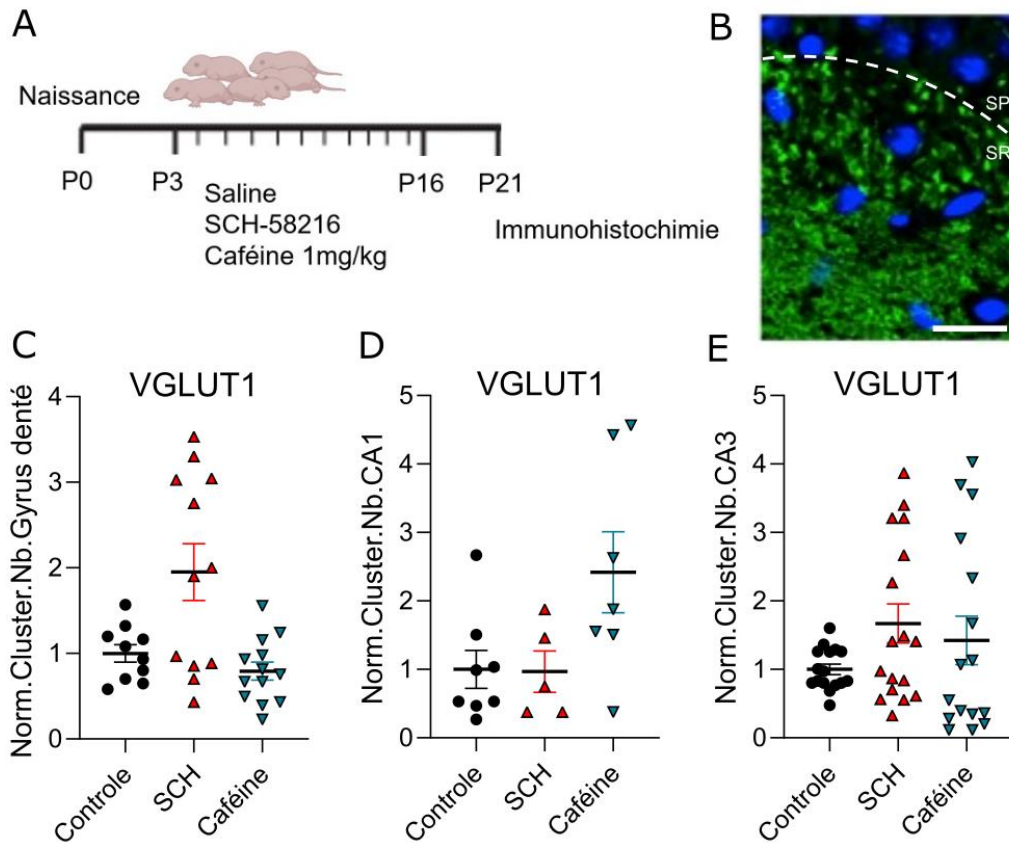 A
Naissance
P0
P3
P16
P21
Saline
SCH-58216
Caféine 1mg/kg
Immunohistochimie
B
SP
SR
C
VGLUT1
Norm.Cluster.Nb.Gyrus denté
4
3
2
1
0
Controle
SCH
Caféine
D
VGLUT1
Norm.Cluster.Nb.CA1
5
4
3
2
1
0
Controle
SCH
Caféine
E
VGLUT1
Norm.Cluster.Nb.CA3
5
4
3
2
1
0
Controle
SCH
Caféine